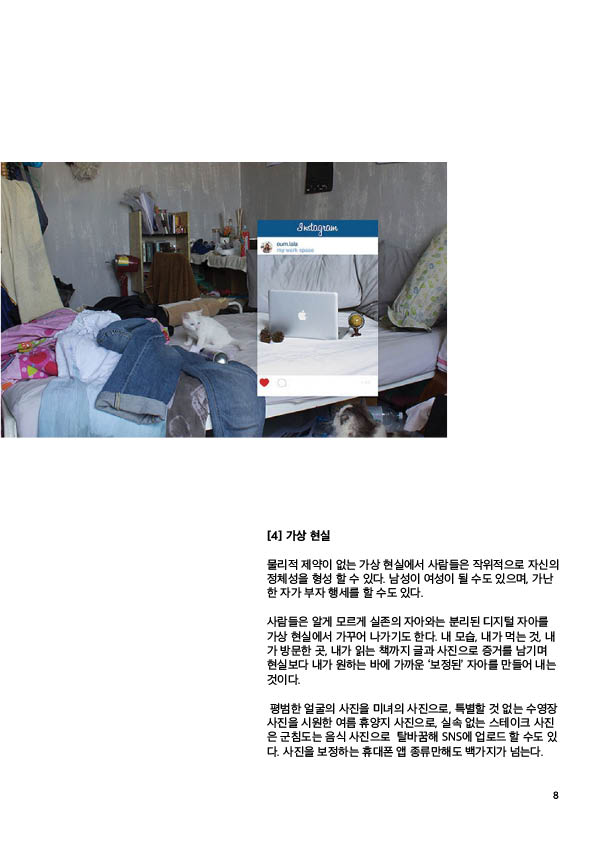 Instagram
oum.lala
my work space
[4] 가상 현실
물리적 제약이 없는 가상 현실에서 사람들은 작위적으로 자신의
정체성을 형성 할 수 있다. 남성이 여성이 될 수도 있으며, 가난
한 자가 부자 행세를 할 수도 있다.
사람들은 알게 모르게 실존의 자아와는 분리된 디지털 자아를
가상 현실에서 가꾸어 나가기도 한다. 내 모습, 내가 먹는 것, 내
가 방문한 곳, 내가 읽는 책까지 글과 사진으로 증거를 남기며
현실보다 내가 원하는 바에 가까운 ‘보정된’ 자아를 만들어 내는
것이다.
평범한 얼굴의 사진을 미녀의 사진으로, 특별할 것 없는 수영장
사진을 시원한 여름 휴양지 사진으로, 실속 없는 스테이크 사진
은 군침도는 음식 사진으로 탈바꿈해 SNS에 업로드 할 수도 있
다. 사진을 보정하는 휴대폰 앱 종류만해도 백가지가 넘는다.
8